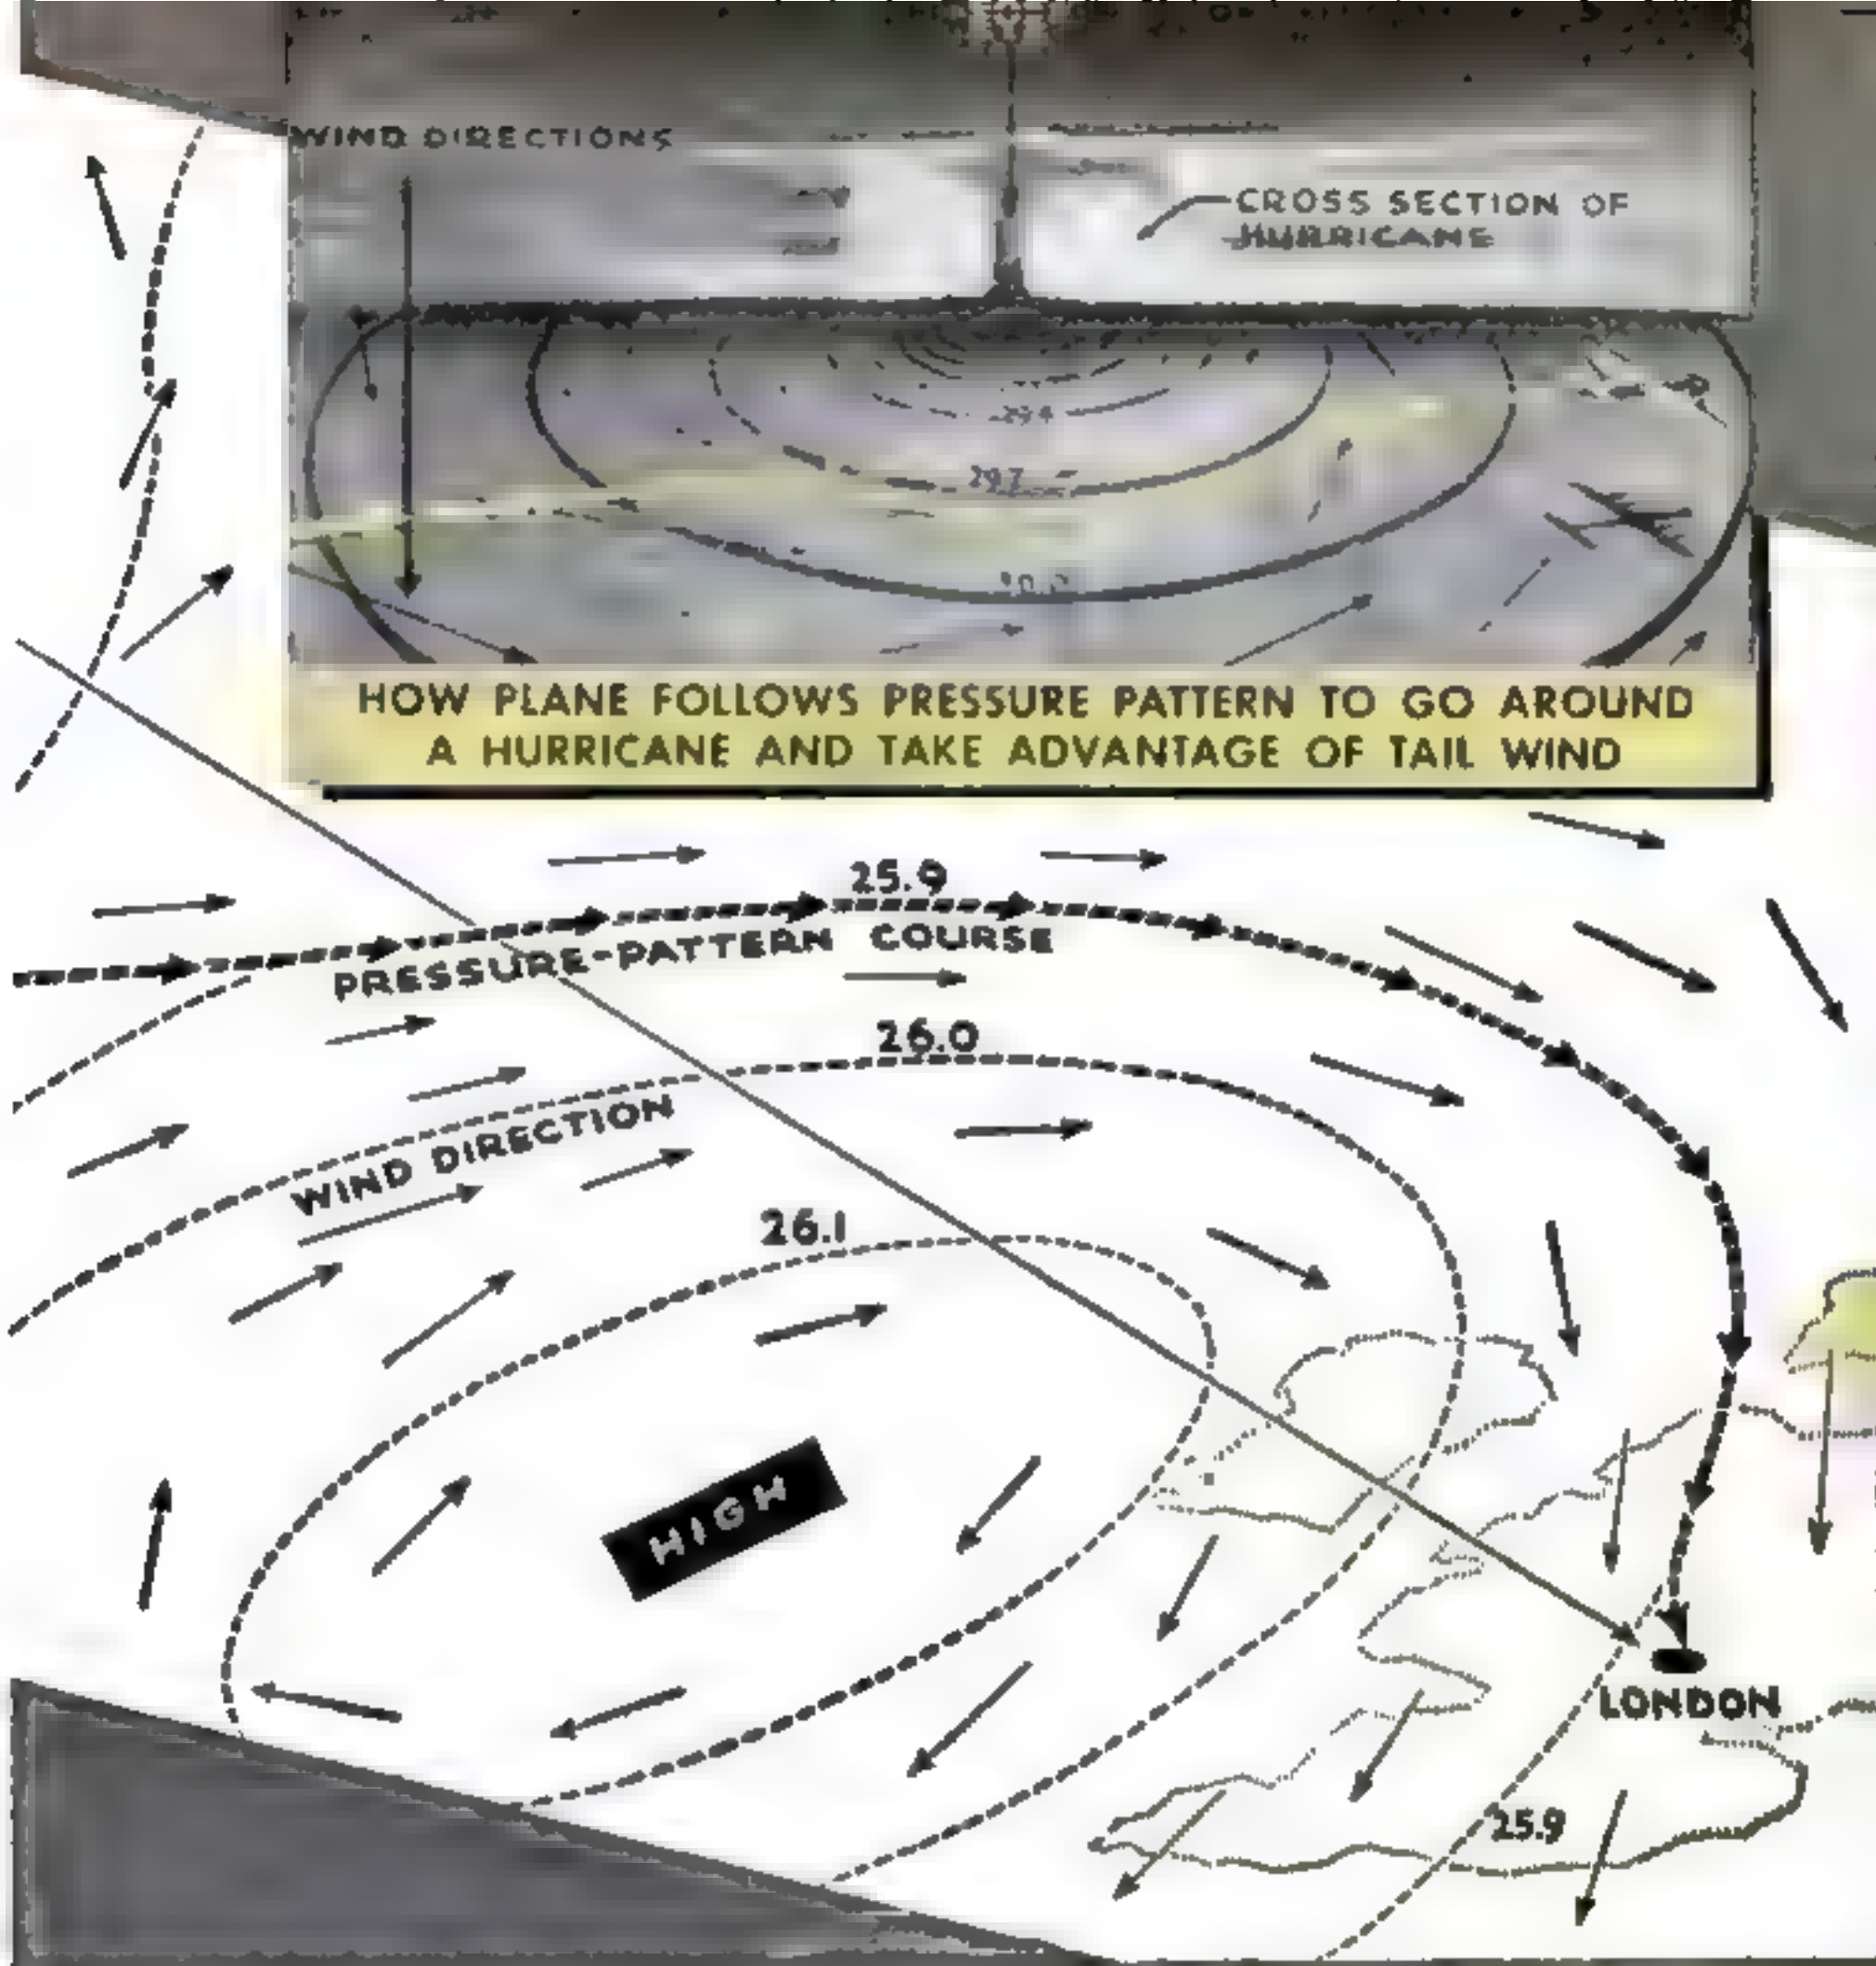 WIND DIRECTIONS
CROSS SECTION OF
HURRICANE
29.4
29.7
HOW PLANE FOLLOWS PRESSURE PATTERN TO GO AROUND
A HURRICANE AND TAKE ADVANTAGE OF TAIL WIND
25.9
PRESSURE-PATTERN COURSE
26.0
WIND DIRECTION
26.1
HIGH
LONDON
25.9